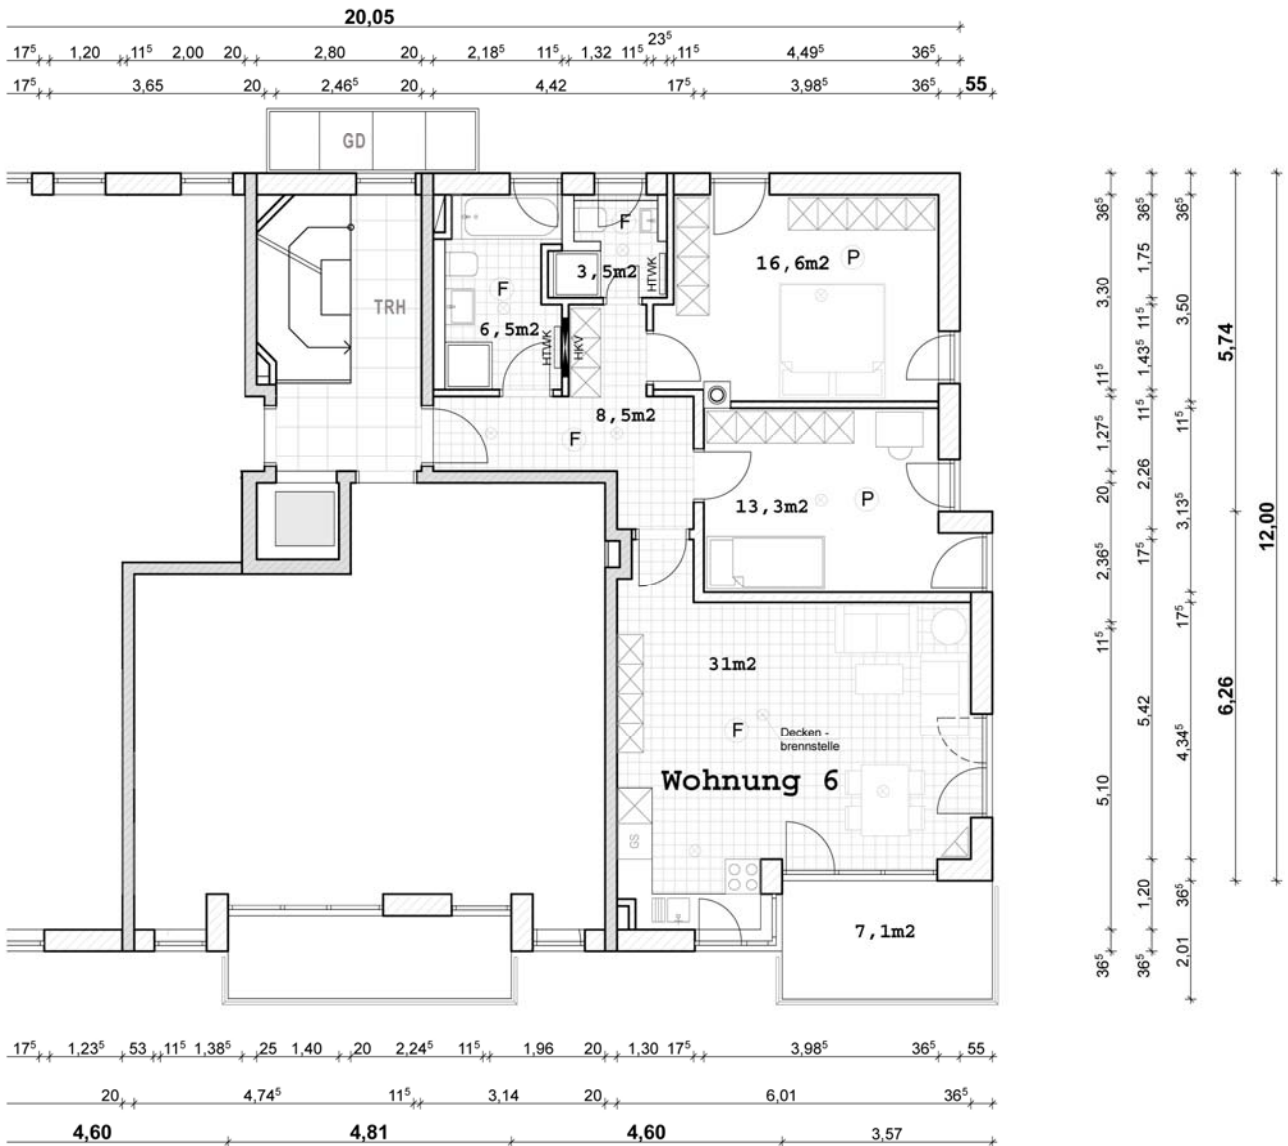 20,05
17⁵ 1,20 11⁵ 2,00 20 2,80 20 2,18⁵ 11⁵ 1,32 11⁵ 23⁵ 11⁵ 4,49⁵ 36⁵
17⁵ 3,65 20 2,46⁵ 20 4,42 17⁵ 3,98⁵ 36⁵ 55
GD
TRH
F
6,5m2
HTWK
HKV
F
3,5m2
HTWK
16,6m2
P
8,5m2
F
13,3m2
P
31m2
F
Decken -
brennstelle
Wohnung 6
GS
7,1m2
36⁵ 3,30 11⁵ 1,27⁵ 20 2,36⁵ 11⁵ 5,10 36⁵
36⁵ 1,75 11⁵ 1,43⁵ 11⁵ 2,26 17⁵ 5,42 1,20 36⁵
36⁵ 3,50 11⁵ 3,13⁵ 17⁵ 4,34⁵ 36⁵ 2,01
5,74 6,26
12,00
17⁵ 1,23⁵ 53 11⁵ 1,38⁵ 25 1,40 20 2,24⁵ 11⁵ 1,96 20 1,30 17⁵ 3,98⁵ 36⁵ 55
20 4,74⁵ 11⁵ 3,14 20 6,01 36⁵
4,60 4,81 4,60 3,57